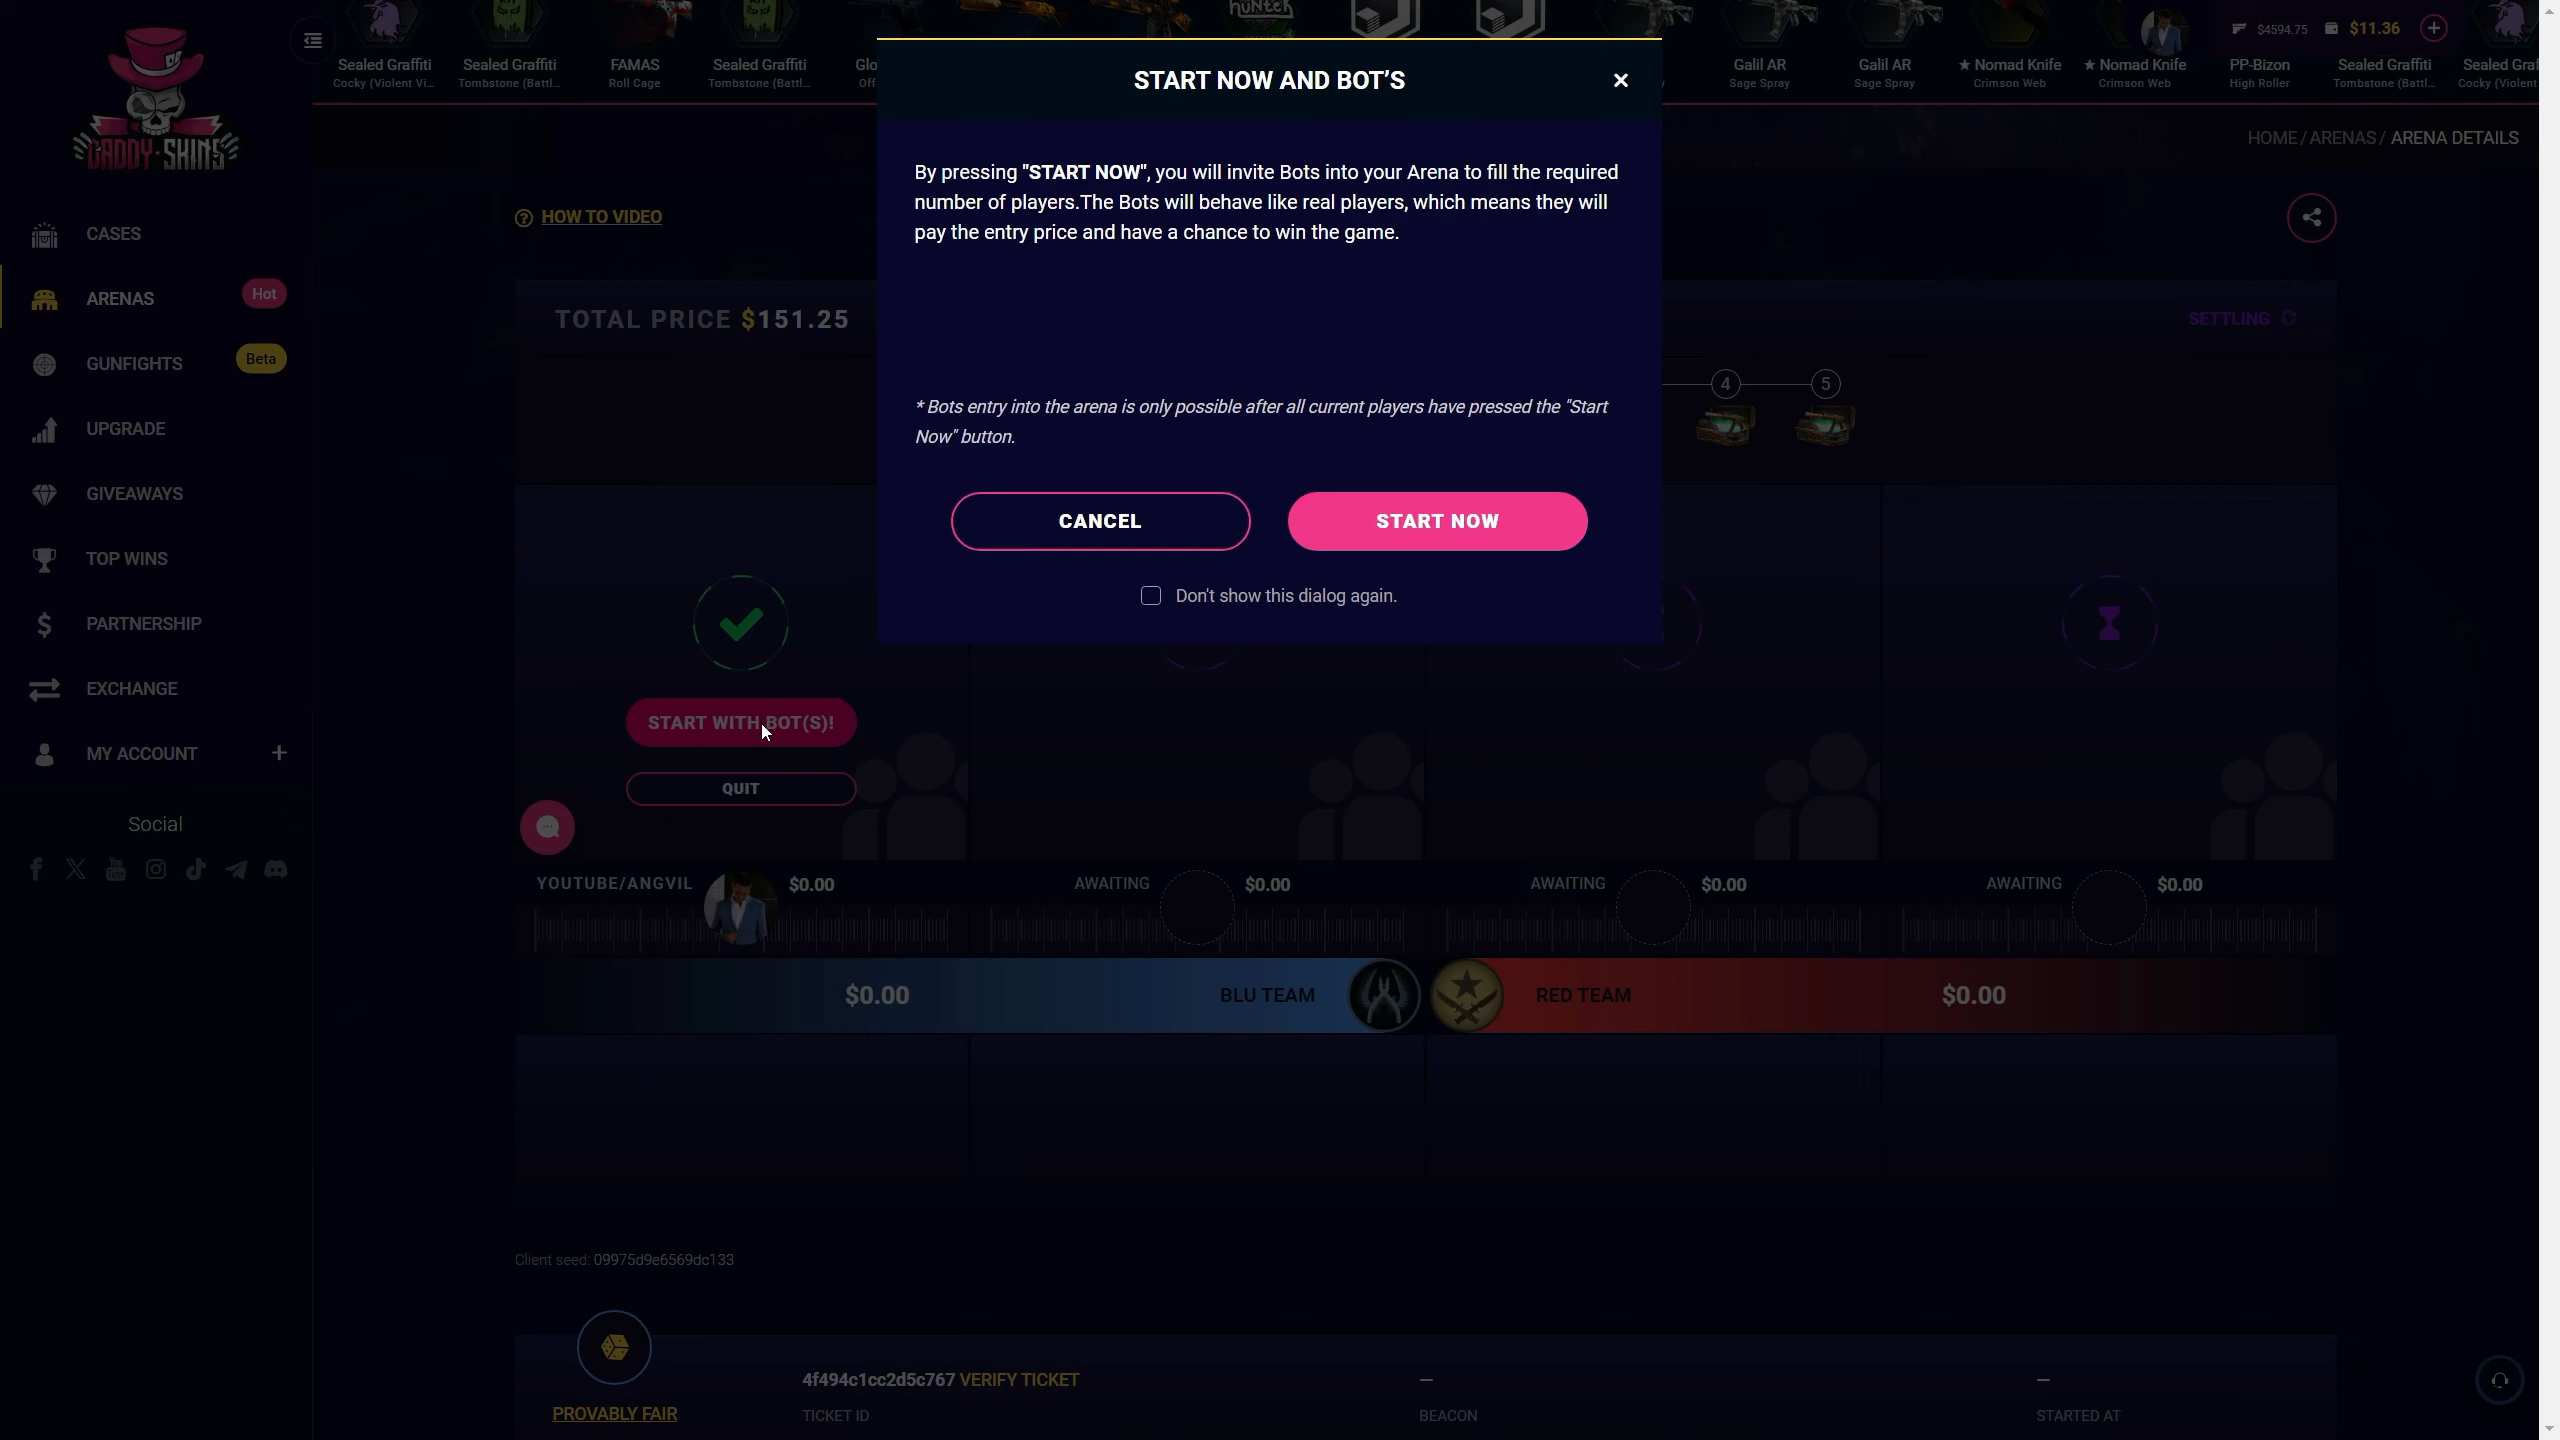 Sealed Graffiti
Cocky (Violent Vi...
Sealed Graffiti
Tombstone (Battl...
FAMAS
Roll Cage
Sealed Graffiti
Tombstone (Battl...
Galil AR
Sage Spray
Galil AR
Sage Spray
★ Nomad Knife
Crimson Web
★ Nomad Knife
Crimson Web
PP-Bizon
High Roller
Sealed Graffiti
Tombstone (Battl...
$4594.75
$11.36
DADDY SKINS
START NOW AND BOT'S
By pressing "START NOW", you will invite Bots into your Arena to fill the required
number of players.The Bots will behave like real players, which means they will
pay the entry price and have a chance to win the game.
* Bots entry into the arena is only possible after all current players have pressed the "Start
Now" button.
CANCEL
START NOW
Don't show this dialog again.
HOME / ARENAS / ARENA DETAILS
HOW TO VIDEO
CASES
ARENAS
Hot
GUNFIGHTS
Beta
UPGRADE
GIVEAWAYS
TOP WINS
PARTNERSHIP
EXCHANGE
MY ACCOUNT
Social
TOTAL PRICE $151.25
SETTLING
4
5
START WITH BOT(S)!
QUIT
YOUTUBE/ANGVIL
$0.00
AWAITING
$0.00
AWAITING
$0.00
AWAITING
$0.00
$0.00
BLU TEAM
RED TEAM
$0.00
Client seed: 09975d9e6569dc133
PROVABLY FAIR
4f494c1cc2d5c767 VERIFY TICKET
TICKET ID
—
BEACON
—
STARTED AT